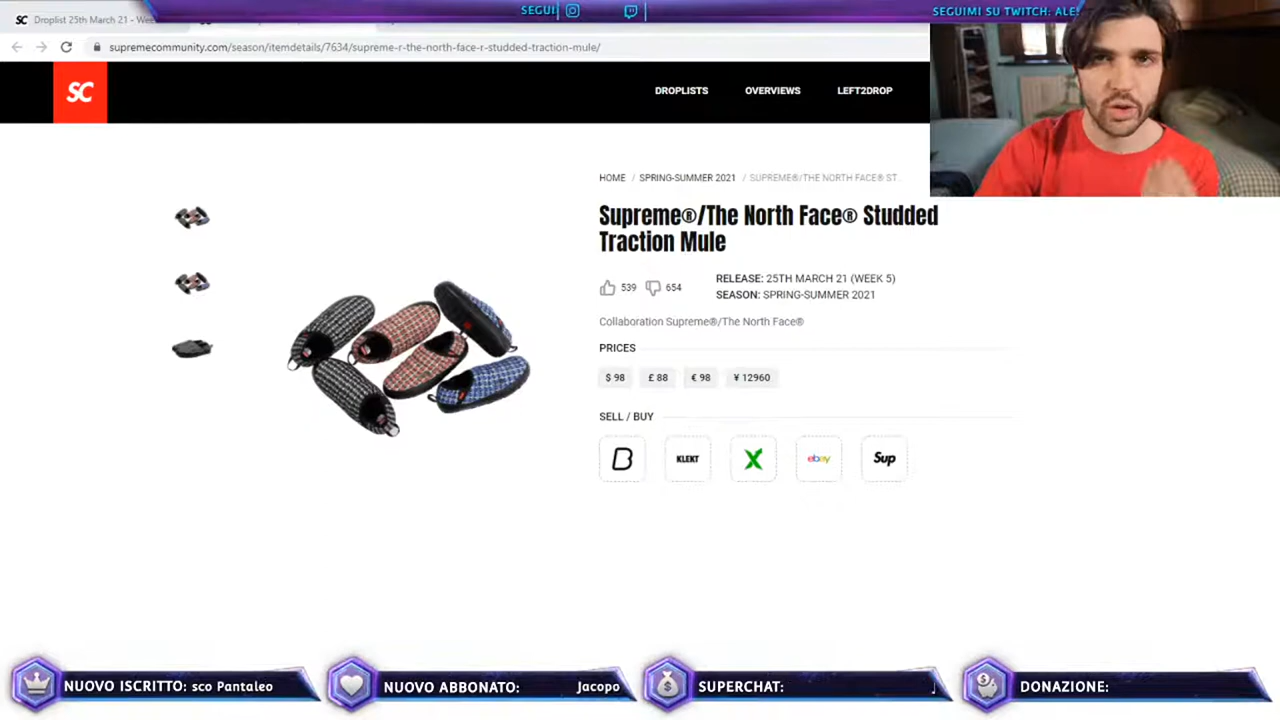 SEGUI
SEGUIMI SU TWITCH: ALE
SC Droplist 25th March 21 - We
supremecommunity.com/season/itemdetails/7634/supreme-r-the-north-face-r-studded-traction-mule/
SC
DROPLISTS
OVERVIEWS
LEFT2DROP
HOME / SPRING-SUMMER 2021 / SUPREME®/THE NORTH FACE® ST...
Supreme®/The North Face® Studded
Traction Mule
539
654
RELEASE: 25TH MARCH 21 (WEEK 5)
SEASON: SPRING-SUMMER 2021
Collaboration Supreme®/The North Face®
PRICES
$ 98
£ 88
€ 98
¥ 12960
SELL / BUY
B
KLEKT
X
ebay
Sup
NUOVO ISCRITTO: sco Pantaleo
NUOVO ABBONATO: Jacopo
SUPERCHAT:
DONAZIONE: